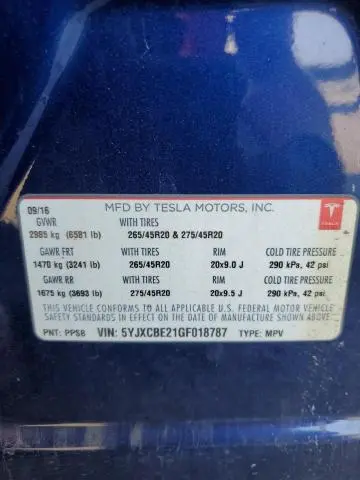 09/16 MFD BY TESLA MOTORS, INC.
GVWR WITH TIRES
2985 kg (6581 lb) 265/45R20 & 275/45R20
GAWR FRT WITH TIRES RIM COLD TIRE PRESSURE
1470 kg (3241 lb) 265/45R20 20x9.0 J 290 kPa, 42 psi
GAWR RR WITH TIRES RIM COLD TIRE PRESSURE
1675 kg (3693 lb) 275/45R20 20x9.5 J 290 kPa, 42 psi
THIS VEHICLE CONFORMS TO ALL APPLICABLE U.S. FEDERAL MOTOR VEHICLE
SAFETY STANDARDS IN EFFECT ON THE DATE OF MANUFACTURE SHOWN ABOVE.
PNT: PPSB VIN: 5YJXCBE21GF018787 TYPE: MPV
TESLA